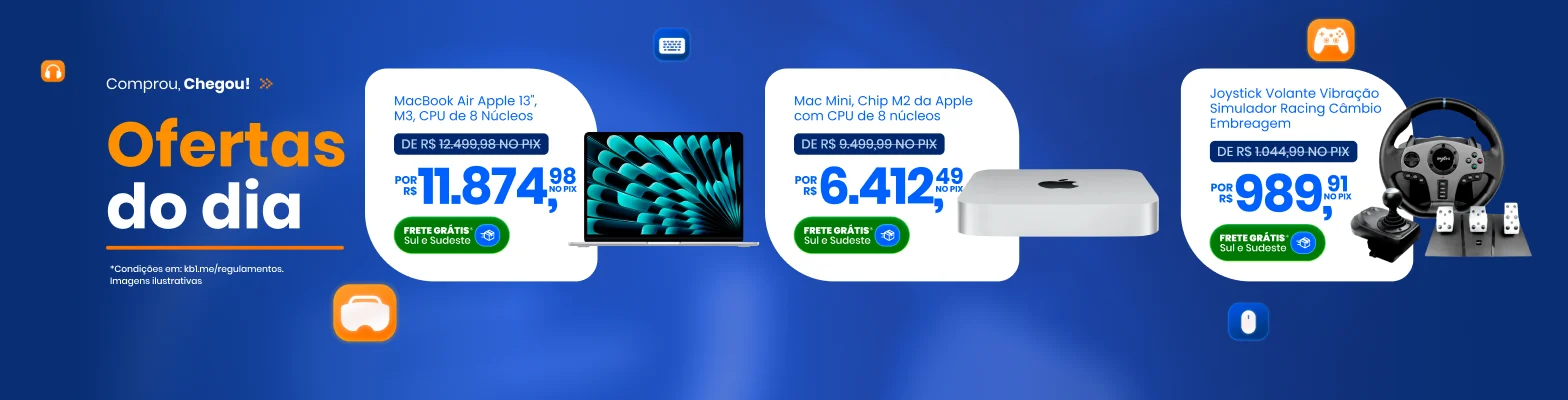 Comprou, Chegou!
Ofertas
do dia
*Condições em: kb1.me/regulamentos.
Imagens ilustrativas
MacBook Air Apple 13",
M3, CPU de 8 Núcleos
DE R$ 12.499,98 NO PIX
POR R$ 11.874,98 NO PIX
FRETE GRÁTIS*
Sul e Sudeste
Mac Mini, Chip M2 da Apple
com CPU de 8 núcleos
DE R$ 9.499,99 NO PIX
POR R$ 6.412,49 NO PIX
FRETE GRÁTIS*
Sul e Sudeste
Joystick Volante Vibração
Simulador Racing Câmbio
Embreagem
DE R$ 1.044,99 NO PIX
POR R$ 989,91 NO PIX
FRETE GRÁTIS*
Sul e Sudeste